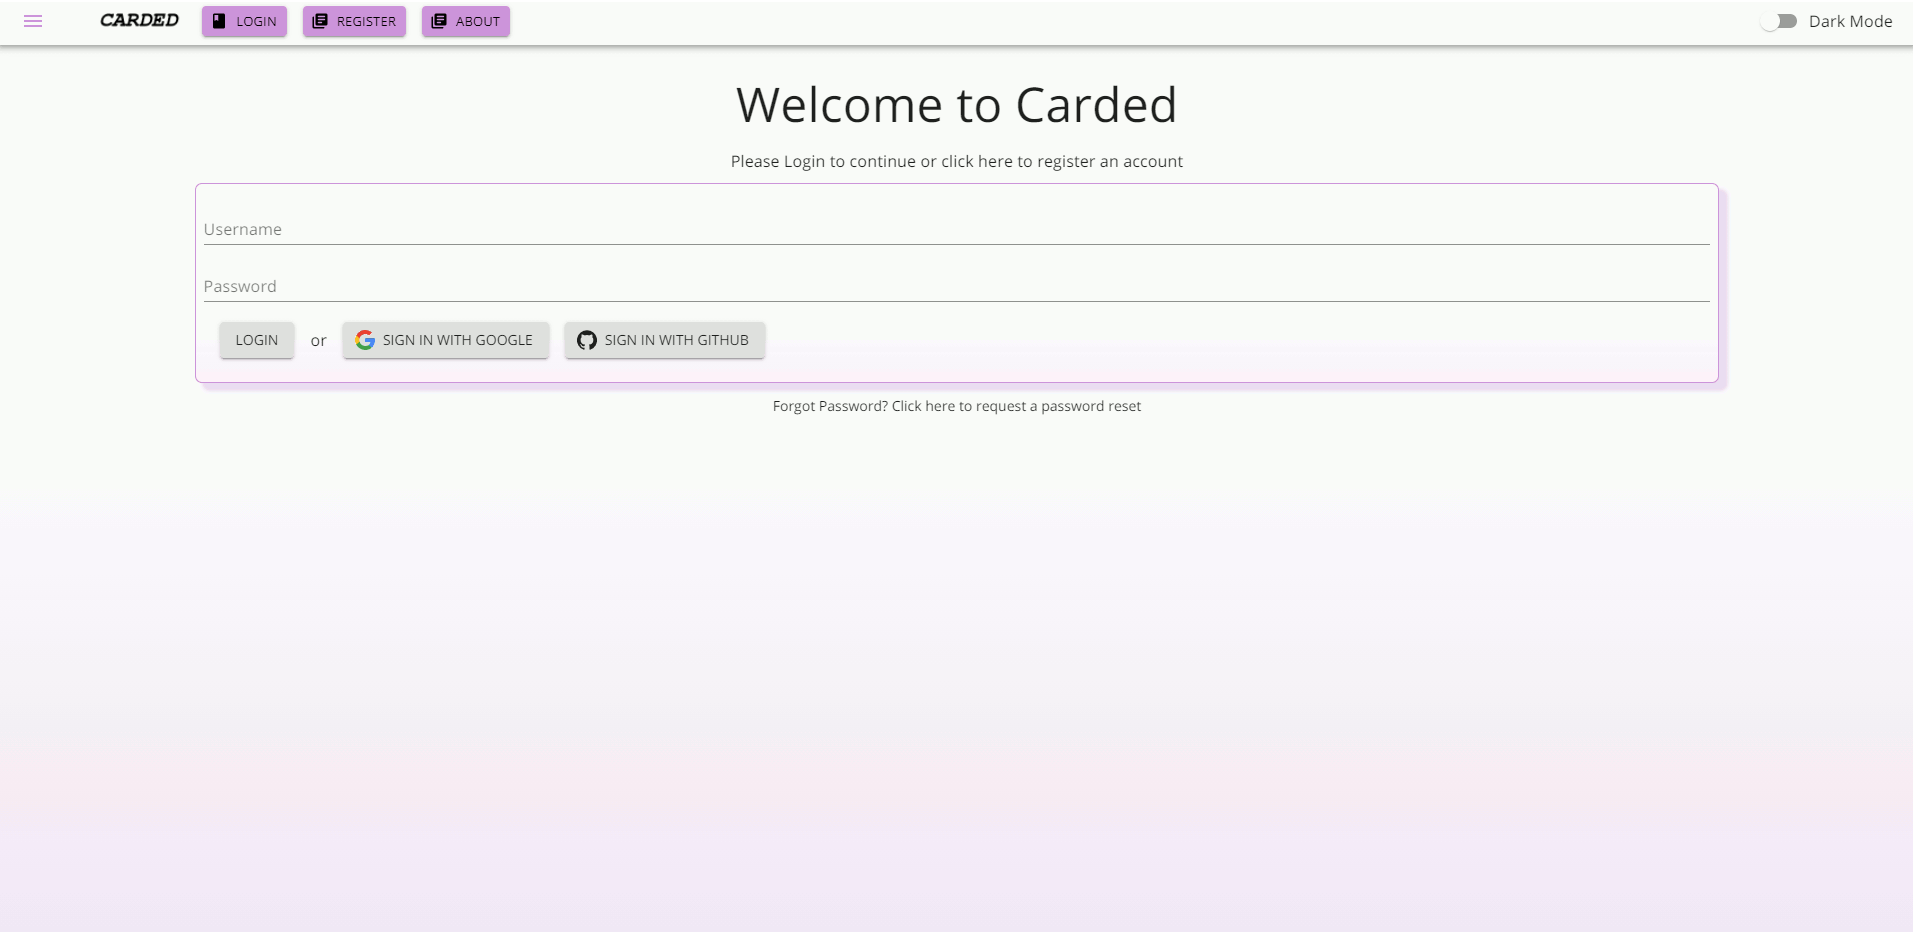 CARDED LOGIN REGISTER ABOUT Dark Mode
Welcome to Carded
Please Login to continue or click here to register an account
Username
Password
LOGIN or SIGN IN WITH GOOGLE SIGN IN WITH GITHUB
Forgot Password? Click here to request a password reset